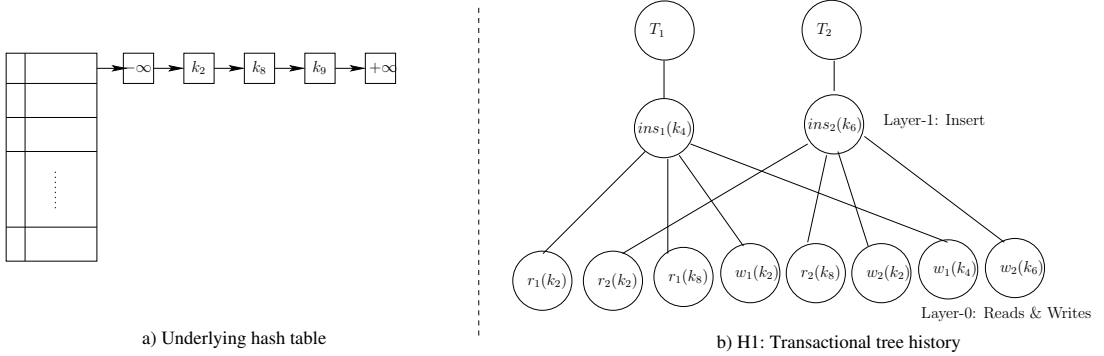 −∞ k₂ k₈ k₉ +∞
a) Underlying hash table
T₁ T₂
ins₁(k₄) ins₂(k₆) Layer-1: Insert
r₁(k₂) r₂(k₂) r₁(k₈) w₁(k₂) r₂(k₈) w₂(k₂) w₁(k₄) w₂(k₆)
Layer-0: Reads & Writes
b) H1: Transactional tree history